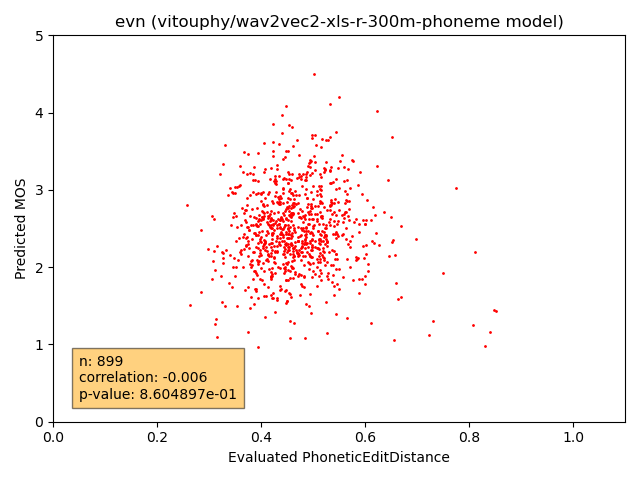 evn (vitouphy/wav2vec2-xls-r-300m-phoneme model)
5
4
3
2
1
0
Predicted MOS
n: 899
correlation: -0.006
p-value: 8.604897e-01
0.0 0.2 0.4 0.6 0.8 1.0
Evaluated PhoneticEditDistance